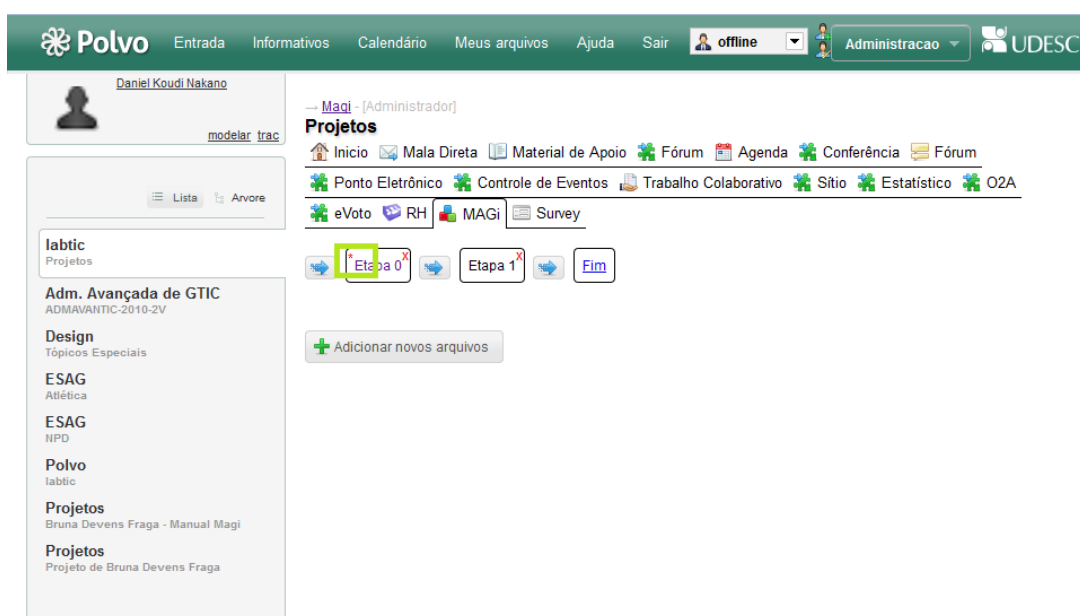 Polvo Entrada Informativos Calendário Meus arquivos Ajuda Sair offline Administracao UDESC
Daniel Koudi Nakano
modelar trac
Lista Arvore
labtic
Projetos
Adm. Avançada de GTIC
ADMAVANTIC-2010-2V
Design
Tópicos Especiais
ESAG
Atlética
ESAG
NPD
Polvo
labtic
Projetos
Bruna Devens Fraga - Manual Magi
Projetos
Projeto de Bruna Devens Fraga
→ Magi - [Administrador]
Projetos
Inicio Mala Direta Material de Apoio Fórum Agenda Conferência Fórum
Ponto Eletrônico Controle de Eventos Trabalho Colaborativo Sítio Estatístico O2A
eVoto RH MAGi Survey
* Etapa 0 X Etapa 1 X Fim
Adicionar novos arquivos